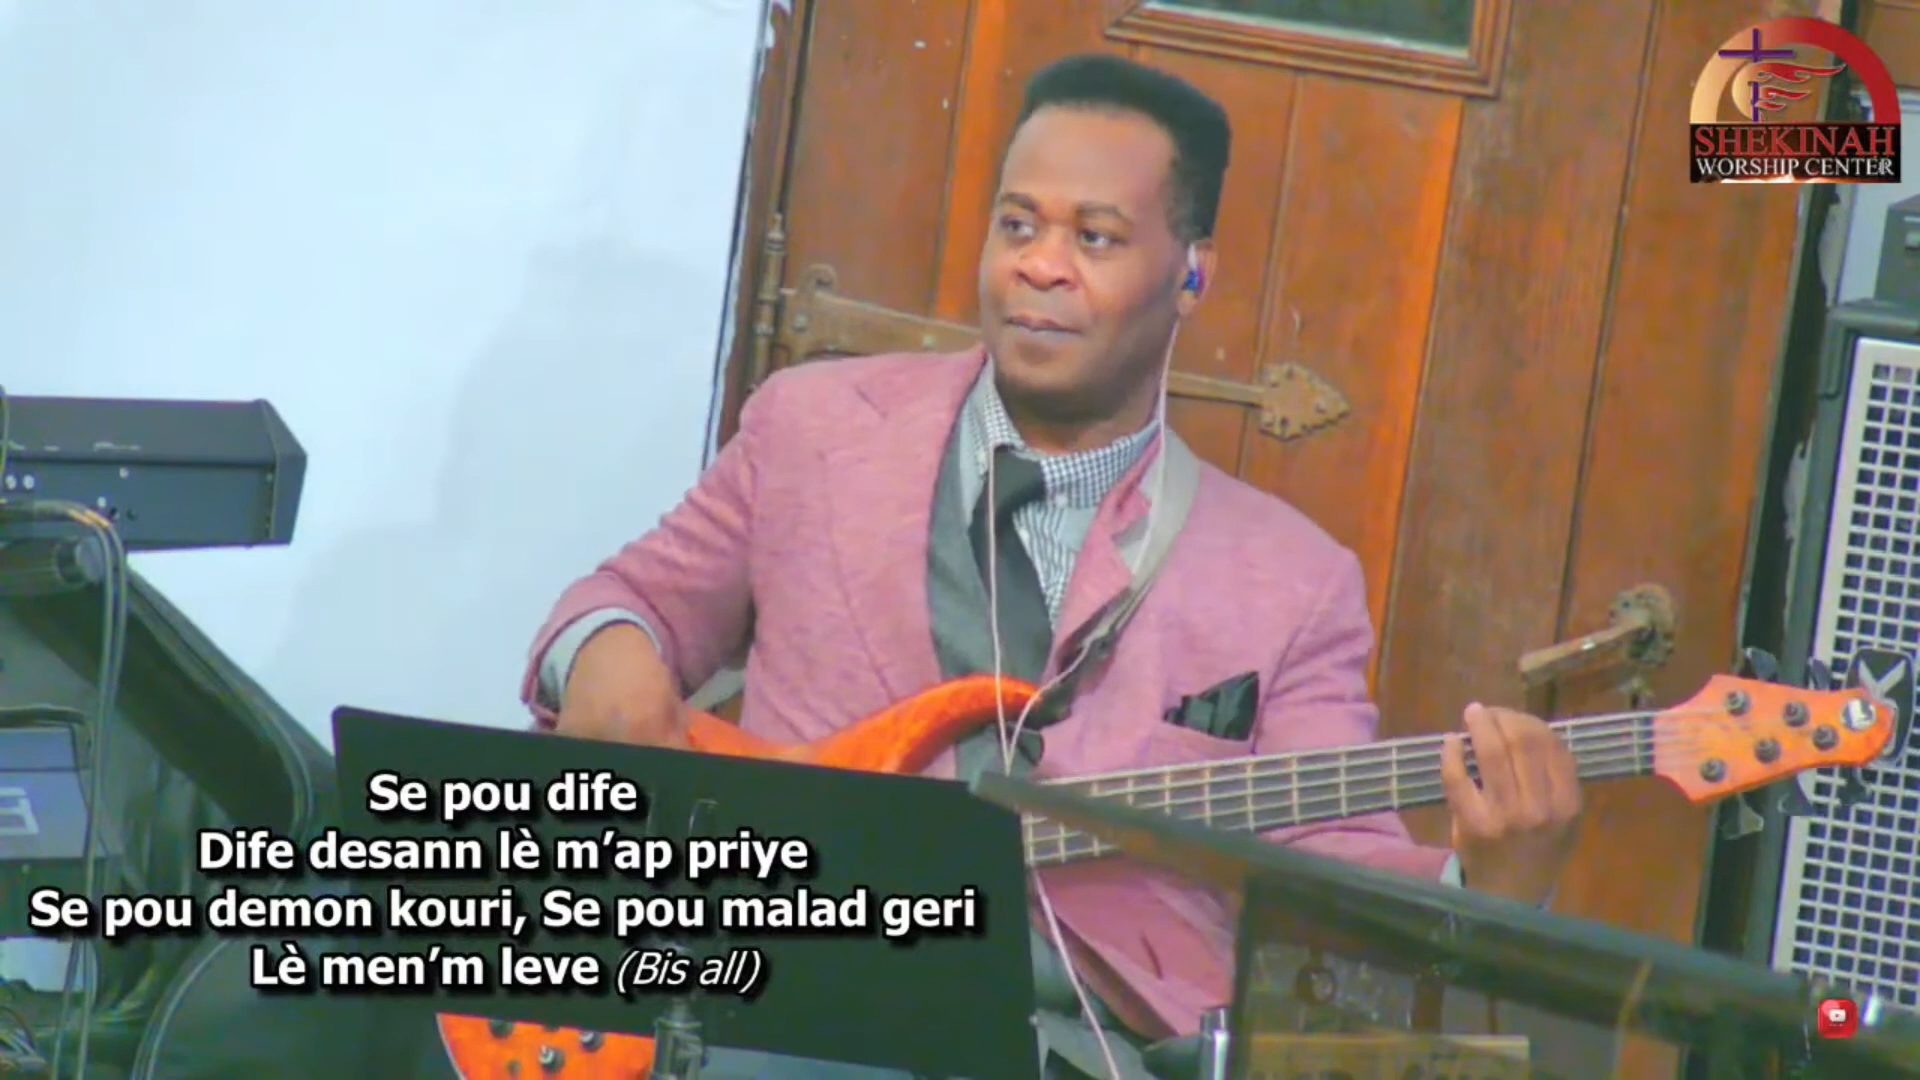 SHEKINAH
WORSHIP CENTER
Se pou dife
Dife desann lè m’ap priye
Se pou demon kouri, Se pou malad geri
Lè men’m leve (Bis all)